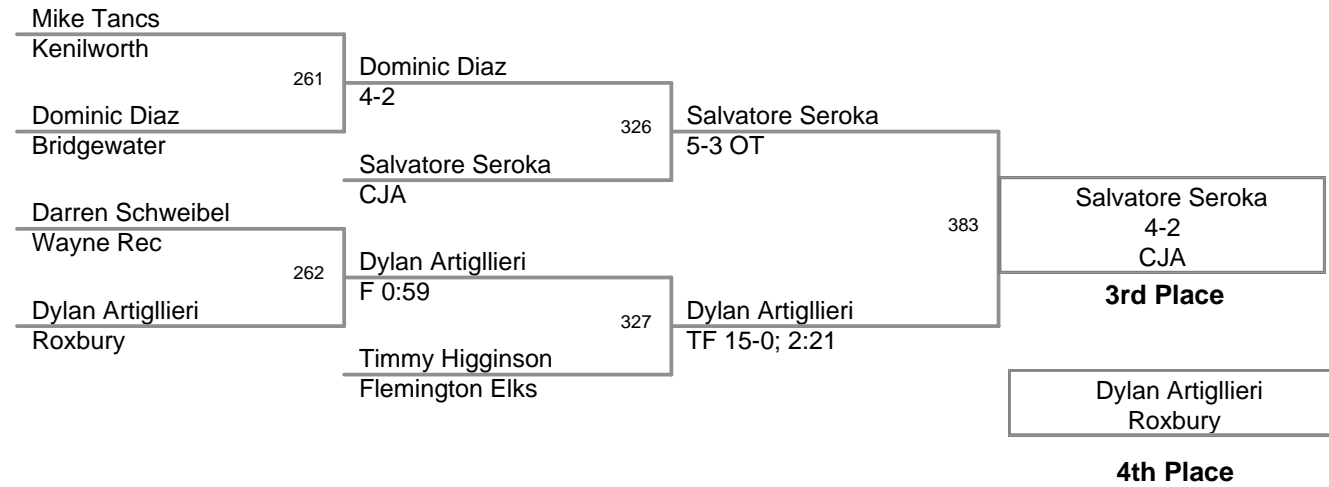 Mike Tancs
Kenilworth
261
Dominic Diaz
4-2
Dominic Diaz
Bridgewater
326
Salvatore Seroka
5-3 OT
Salvatore Seroka
CJA
Darren Schweibel
Wayne Rec
383
Salvatore Seroka
4-2
CJA
3rd Place
262
Dylan Artigllieri
F 0:59
Dylan Artigllieri
Roxbury
327
Dylan Artigllieri
TF 15-0; 2:21
Timmy Higginson
Flemington Elks
Dylan Artigllieri
Roxbury
4th Place